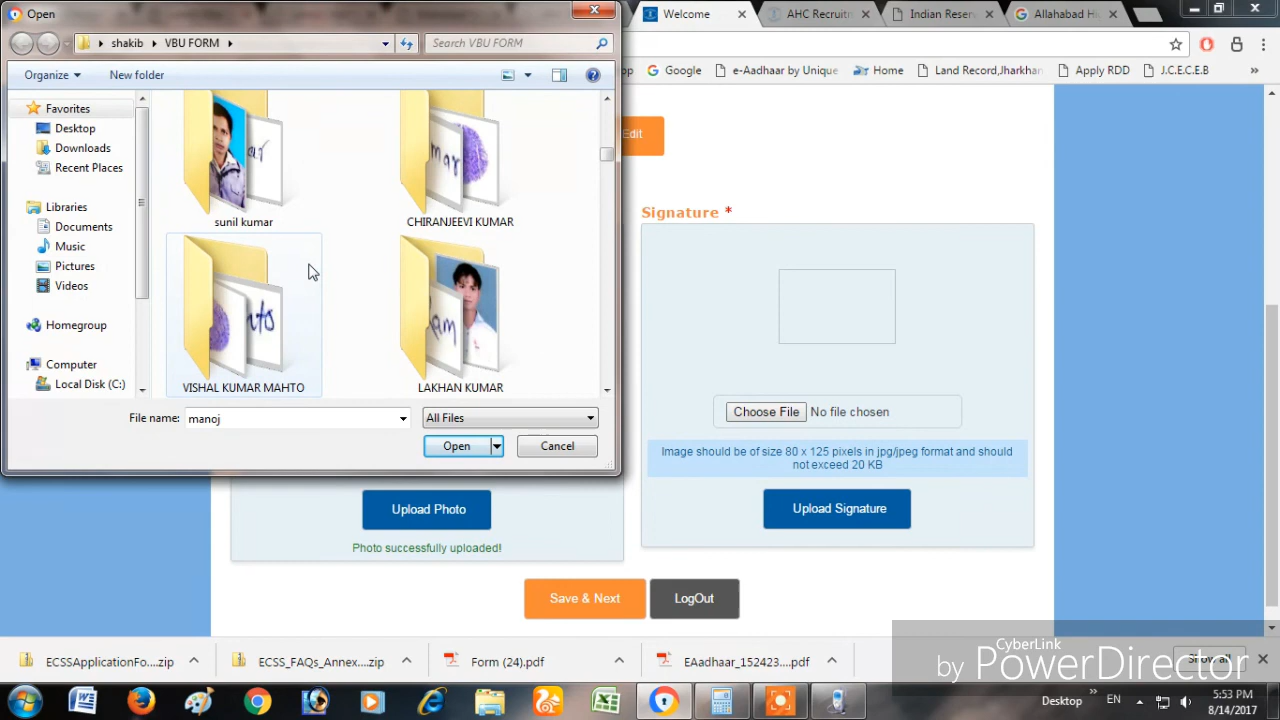 Open
Welcome
AHC Recruitn
Indian Reser
Allahabad Hi
shakib
VBU FORM
Search VBU FORM
Organize
New folder
Google
e-Aadhaar by Unique
Home
Land Record,Jharkhan
Apply RDD
J.C.E.C.E.B
Favorites
Desktop
Downloads
Recent Places
Libraries
Documents
Music
Pictures
Videos
Homegroup
Computer
Local Disk (C:)
sunil kumar
CHIRANJEEVI KUMAR
VISHAL KUMAR MAHTO
LAKHAN KUMAR
File name:
manoj
All Files
Open
Cancel
Edit
Signature *
Choose File
No file chosen
Image should be of size 80 x 125 pixels in jpg/jpeg format and should
not exceed 20 KB
Upload Photo
Upload Signature
Photo successfully uploaded!
Save & Next
LogOut
ECSSApplicationFo....zip
ECSS_FAQs_Annex....zip
Form (24).pdf
EAadhaar_152423....pdf
Show all
CyberLink
by PowerDirector
Desktop
EN
5:53 PM
8/14/2017